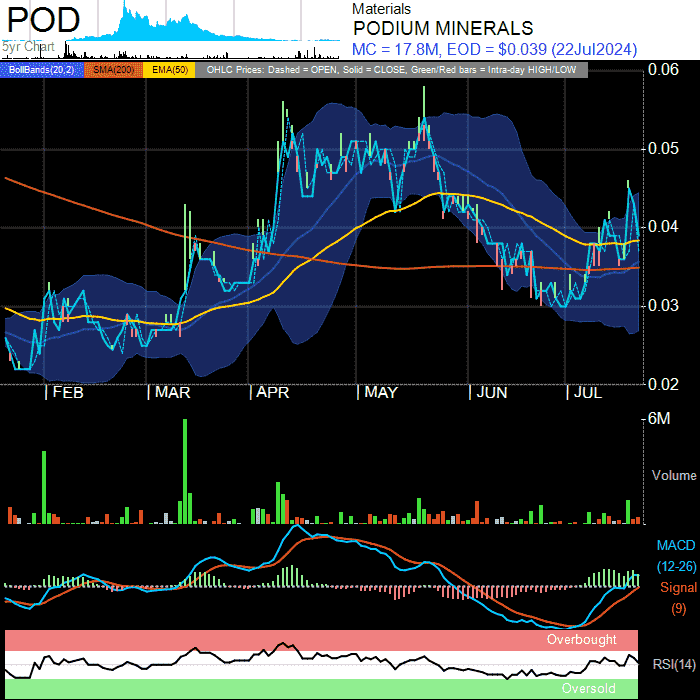 POD
5yr Chart
Materials
PODIUM MINERALS
MC = 17.8M, EOD = $0.039 (22Jul2024)
BollBands(20,2) SMA(200) EMA(50) OHLC Prices: Dashed = OPEN, Solid = CLOSE, Green/Red bars = Intra-day HIGH/LOW
0.06
0.05
0.04
0.03
0.02
FEB MAR APR MAY JUN JUL
6M
Volume
MACD
(12-26)
Signal
(9)
Overbought
RSI(14)
Oversold